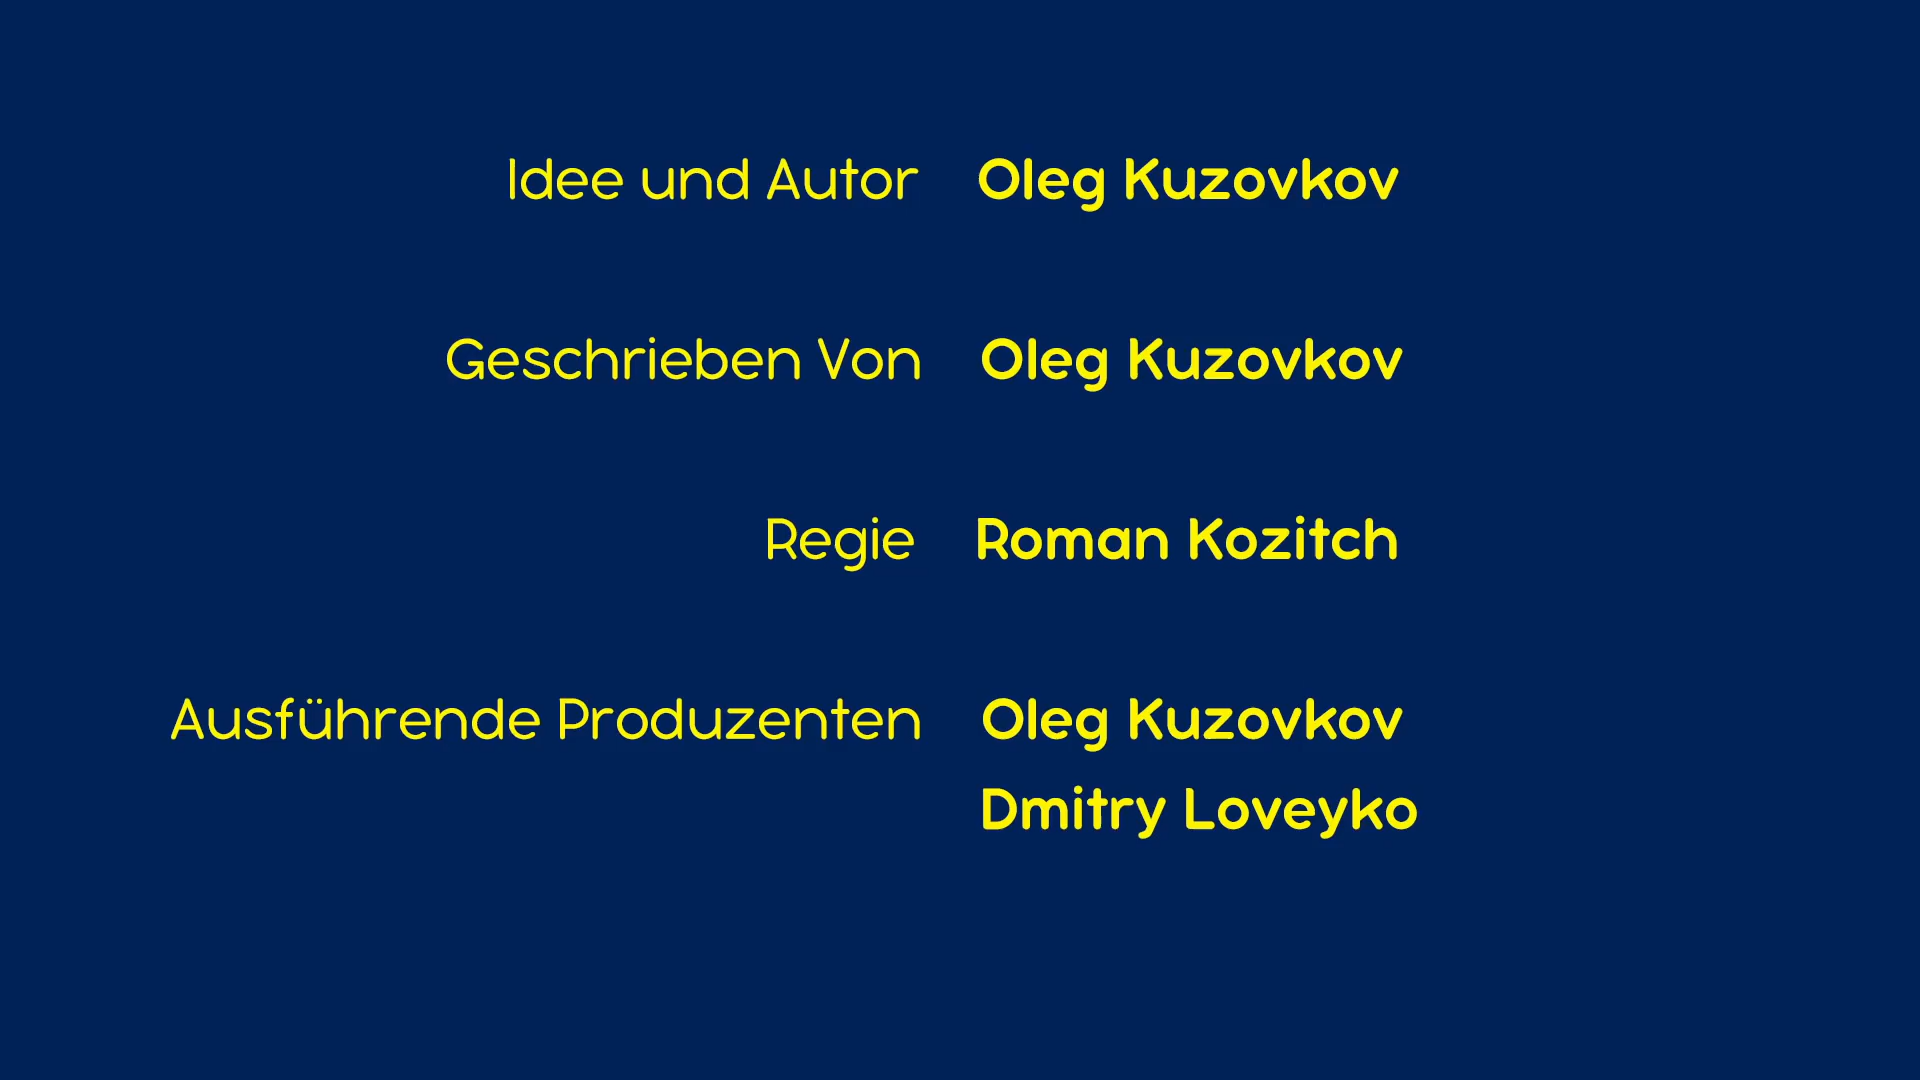 Idee und Autor Oleg Kuzovkov
Geschrieben Von Oleg Kuzovkov
Regie Roman Kozitch
Ausführende Produzenten Oleg Kuzovkov
Dmitry Loveyko